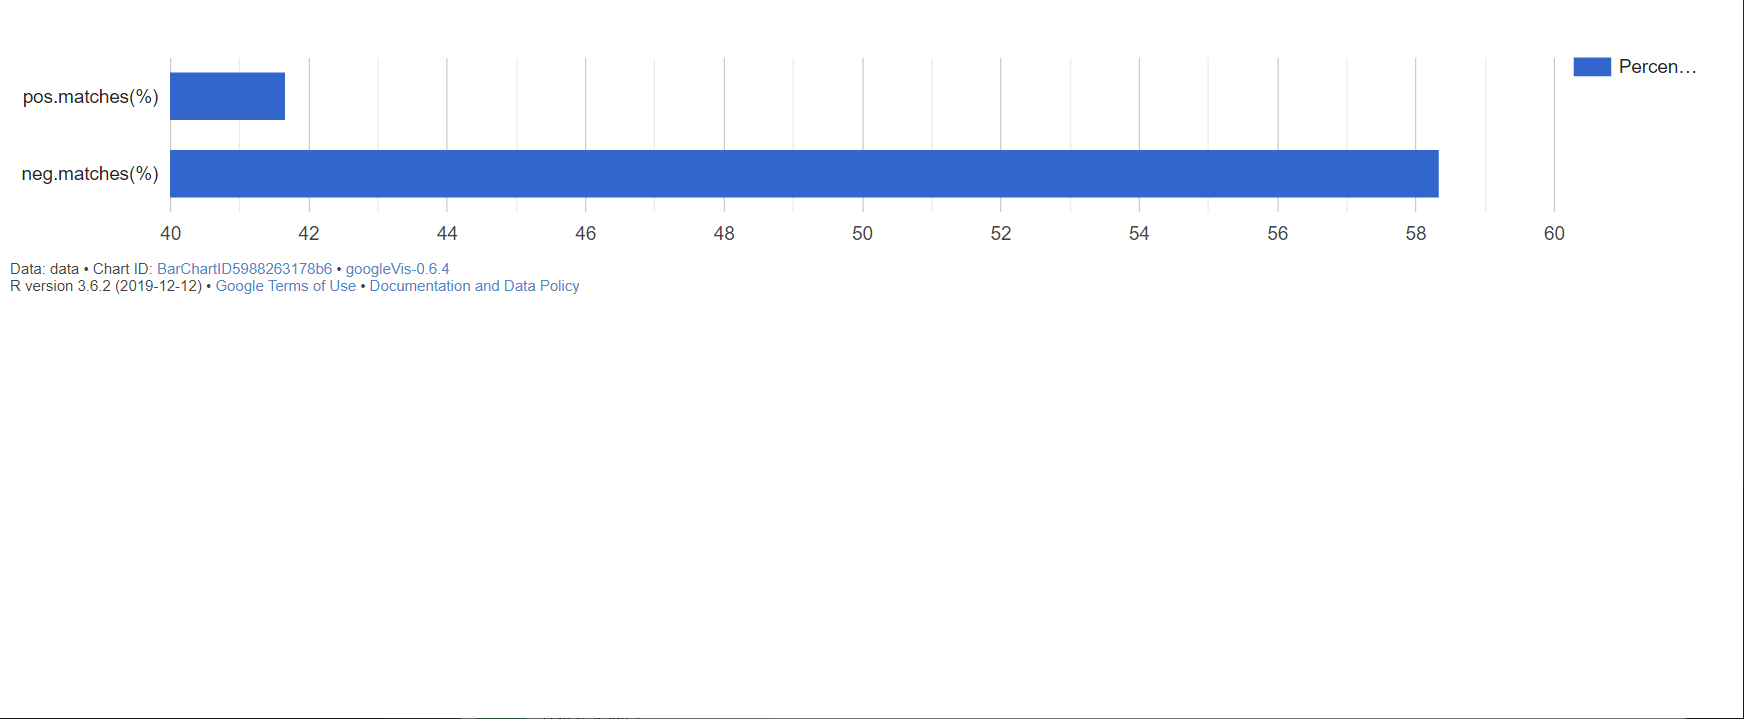 Percen…
pos.matches(%)
neg.matches(%)
40 42 44 46 48 50 52 54 56 58 60
Data: data • Chart ID: BarChartID5988263178b6 • googleVis-0.6.4
R version 3.6.2 (2019-12-12) • Google Terms of Use • Documentation and Data Policy